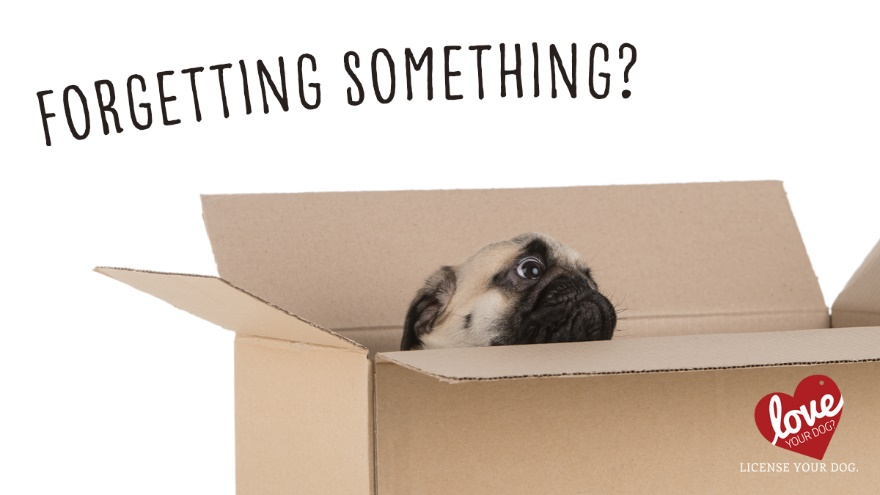 FORGETTING SOMETHING?
love
YOUR DOG?
LICENSE YOUR DOG.